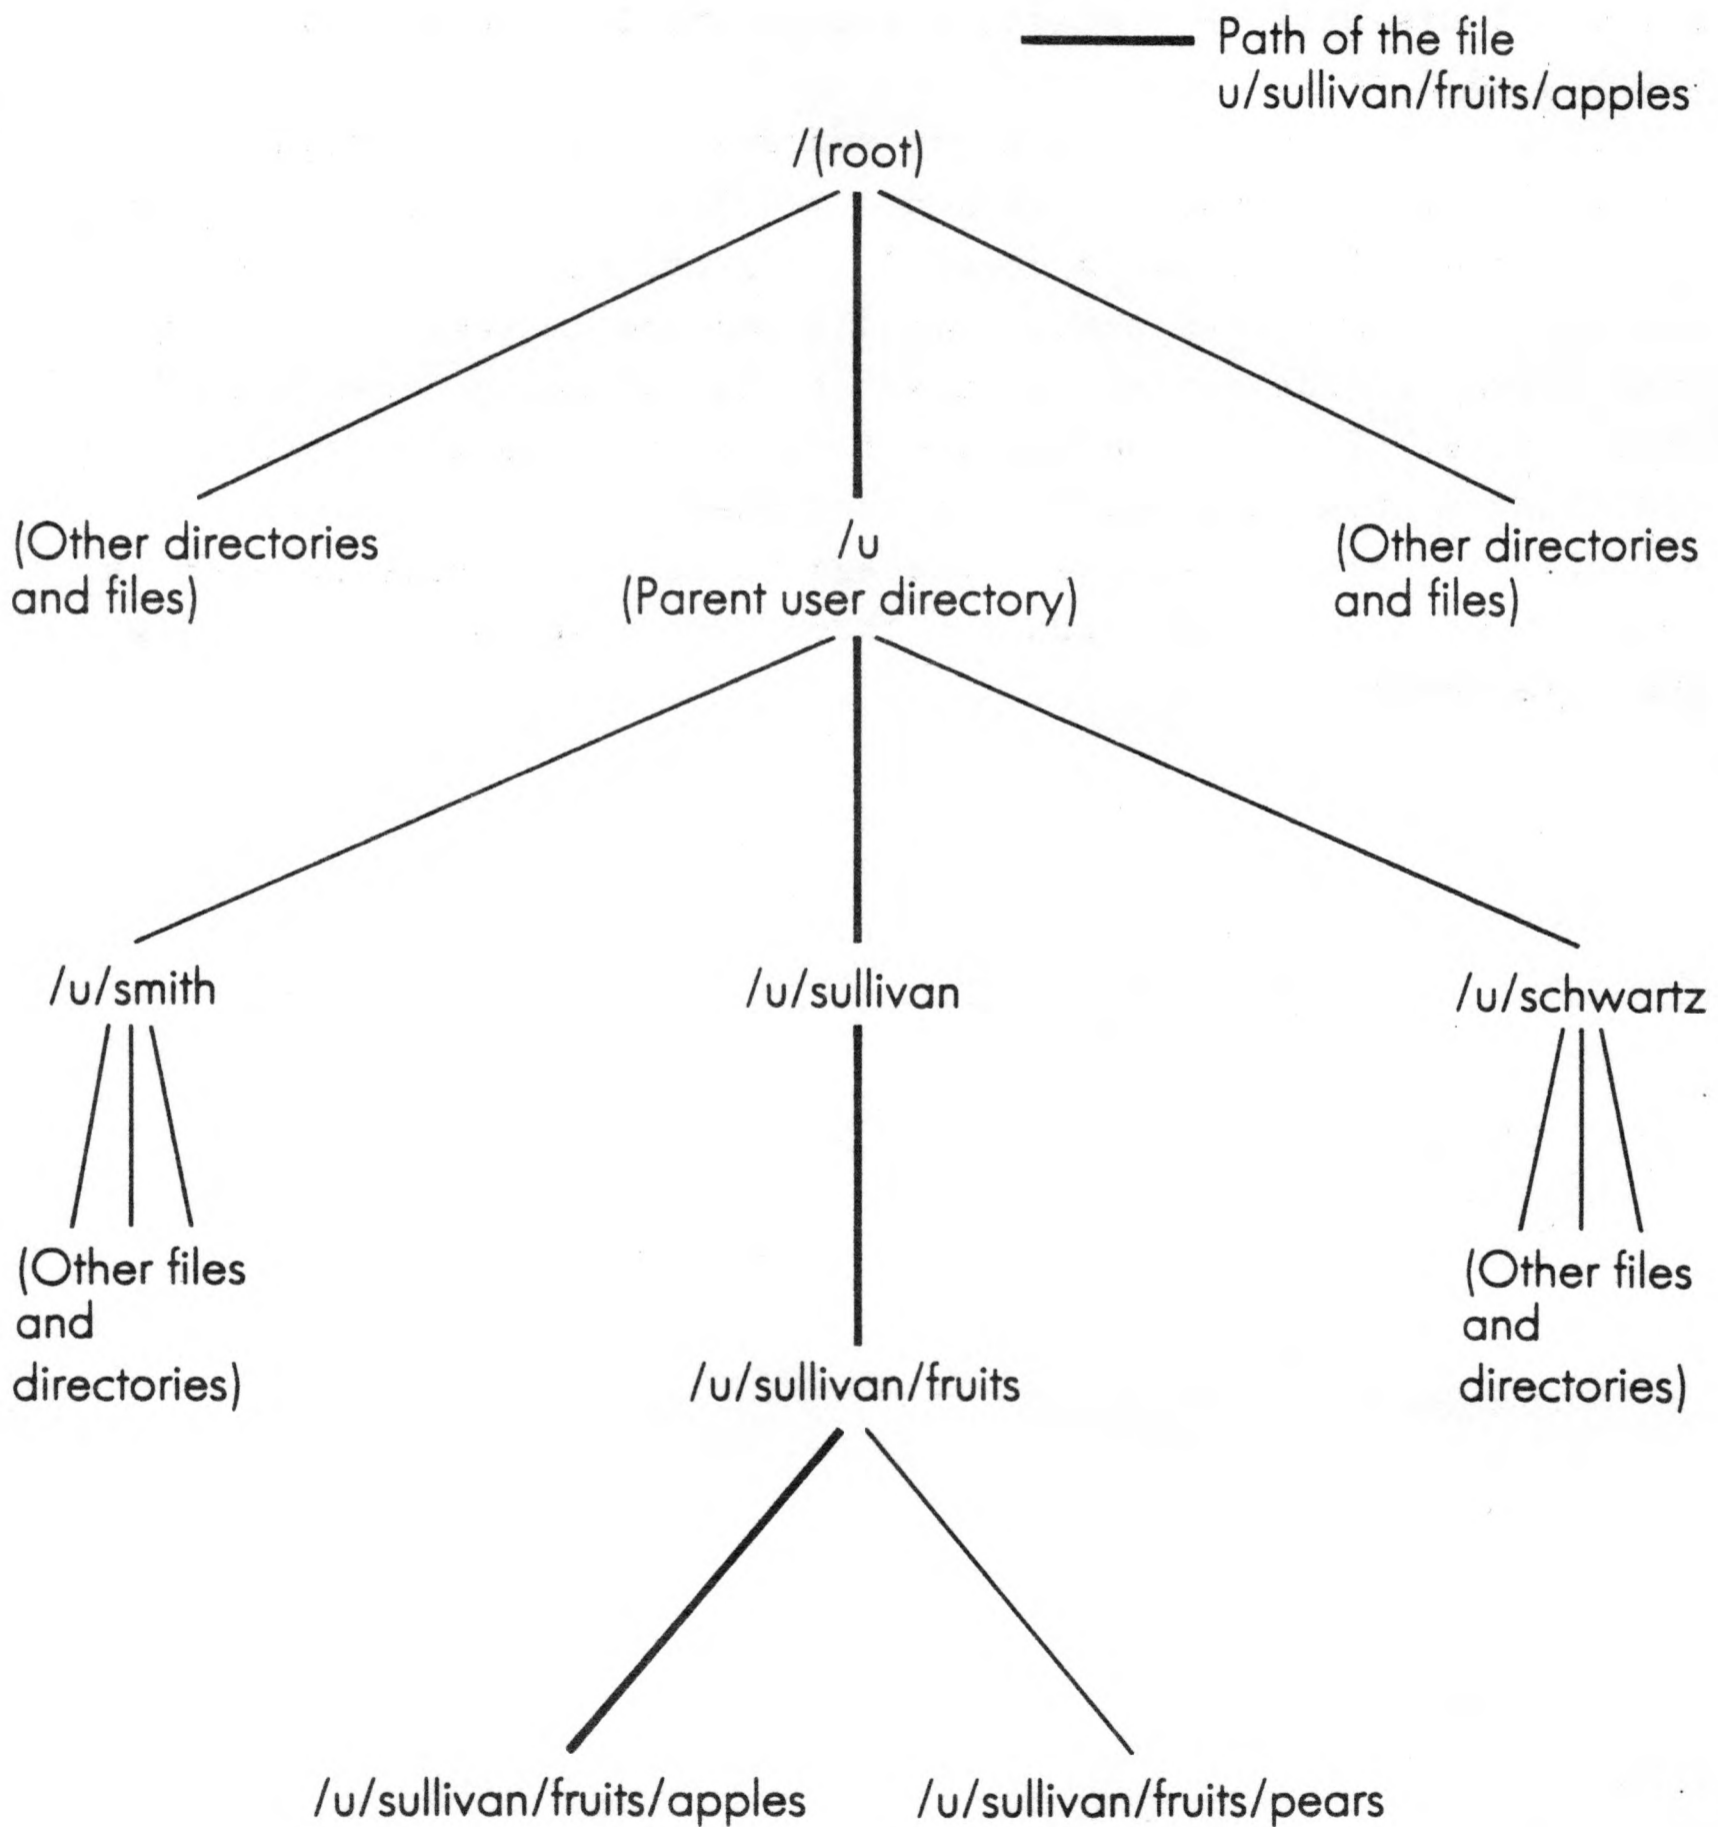 Path of the file
u/sullivan/fruits/apples
/(root)
(Other directories
and files)
/u
(Parent user directory)
(Other directories
and files)
/u/smith
/u/sullivan
/u/schwartz
(Other files
and
directories)
(Other files
and
directories)
/u/sullivan/fruits
/u/sullivan/fruits/apples
/u/sullivan/fruits/pears